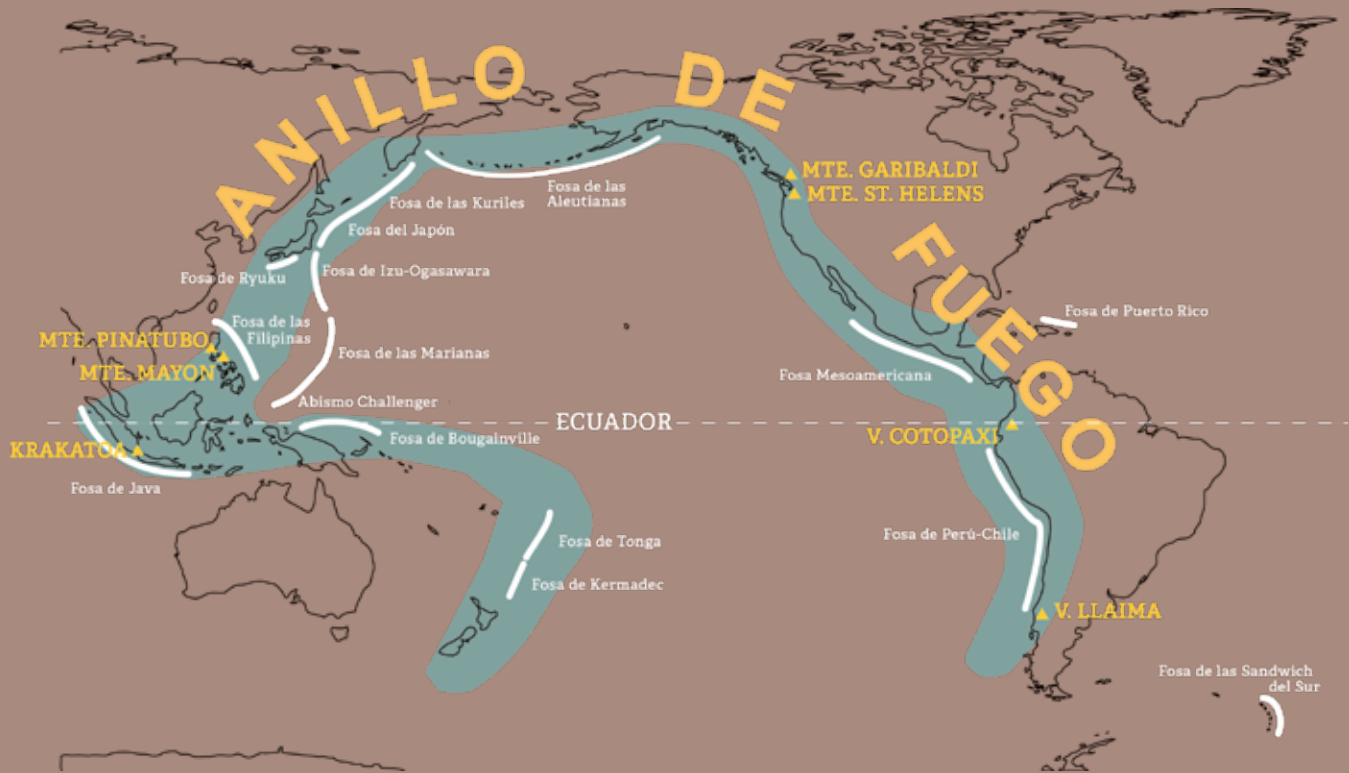 ANILLO DE FUEGO
MTE. GARIBALDI
MTE. ST. HELENS
Fosa de las
Aleutianas
Fosa de las Kuriles
Fosa del Japón
Fosa de Izu-Ogasawara
Fosa de Ryuku
Fosa de las
Filipinas
MTE. PINATUBO
MTE. MAYON
Fosa de las Marianas
Fosa de Puerto Rico
Fosa Mesoamericana
Abismo Challenger
ECUADOR
Fosa de Bougainville
V. COTOPAXI
KRAKATOA
Fosa de Java
Fosa de Tonga
Fosa de Perú-Chile
Fosa de Kermadec
V. LLAIMA
Fosa de las Sandwich
del Sur